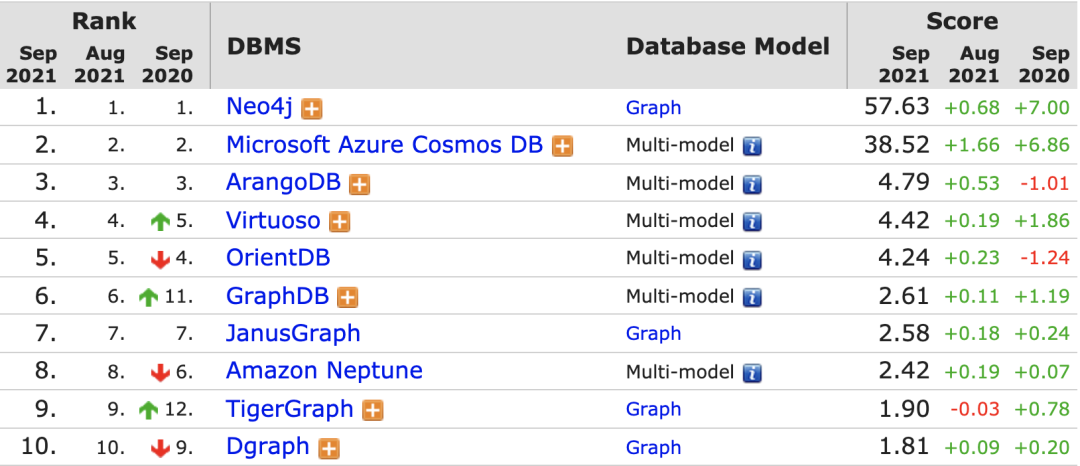 Rank Score
Sep Aug Sep DBMS Database Model Sep Aug Sep
2021 2021 2020 2021 2021 2020
1. 1. 1. Neo4j Graph 57.63 +0.68 +7.00
2. 2. 2. Microsoft Azure Cosmos DB Multi-model 38.52 +1.66 +6.86
3. 3. 3. ArangoDB Multi-model 4.79 +0.53 -1.01
4. 4. 5. Virtuoso Multi-model 4.42 +0.19 +1.86
5. 5. 4. OrientDB Multi-model 4.24 +0.23 -1.24
6. 6. 11. GraphDB Multi-model 2.61 +0.11 +1.19
7. 7. 7. JanusGraph Graph 2.58 +0.18 +0.24
8. 8. 6. Amazon Neptune Multi-model 2.42 +0.19 +0.07
9. 9. 12. TigerGraph Graph 1.90 -0.03 +0.78
10. 10. 9. Dgraph Graph 1.81 +0.09 +0.20